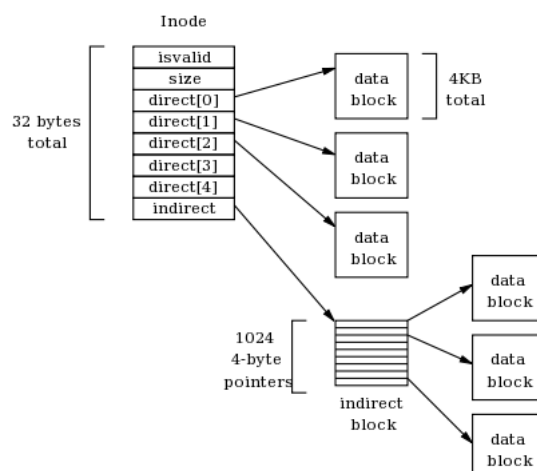 Inode
isvalid
size
direct[0]
direct[1]
direct[2]
direct[3]
direct[4]
indirect
32 bytes
total
data
block
4KB
total
data
block
data
block
1024
4-byte
pointers
indirect
block
data
block
data
block
data
block